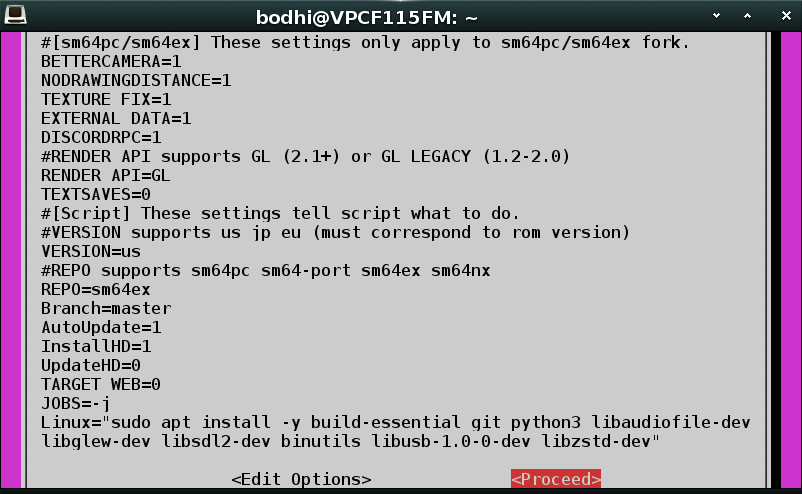 bodhi@VPCF115FM: ~
#[sm64pc/sm64ex] These settings only apply to sm64pc/sm64ex fork.
BETTERCAMERA=1
NODRAWINGDISTANCE=1
TEXTURE FIX=1
EXTERNAL DATA=1
DISCORDRPC=1
#RENDER API supports GL (2.1+) or GL LEGACY (1.2-2.0)
RENDER API=GL
TEXTSAVES=0
#[Script] These settings tell script what to do.
#VERSION supports us jp eu (must correspond to rom version)
VERSION=us
#REPO supports sm64pc sm64-port sm64ex sm64nx
REPO=sm64ex
Branch=master
AutoUpdate=1
InstallHD=1
UpdateHD=0
TARGET WEB=0
JOBS=-j
Linux="sudo apt install -y build-essential git python3 libaudiofile-dev
libglew-dev libsdl2-dev binutils libusb-1.0-0-dev libzstd-dev"
<Edit Options> <Proceed>